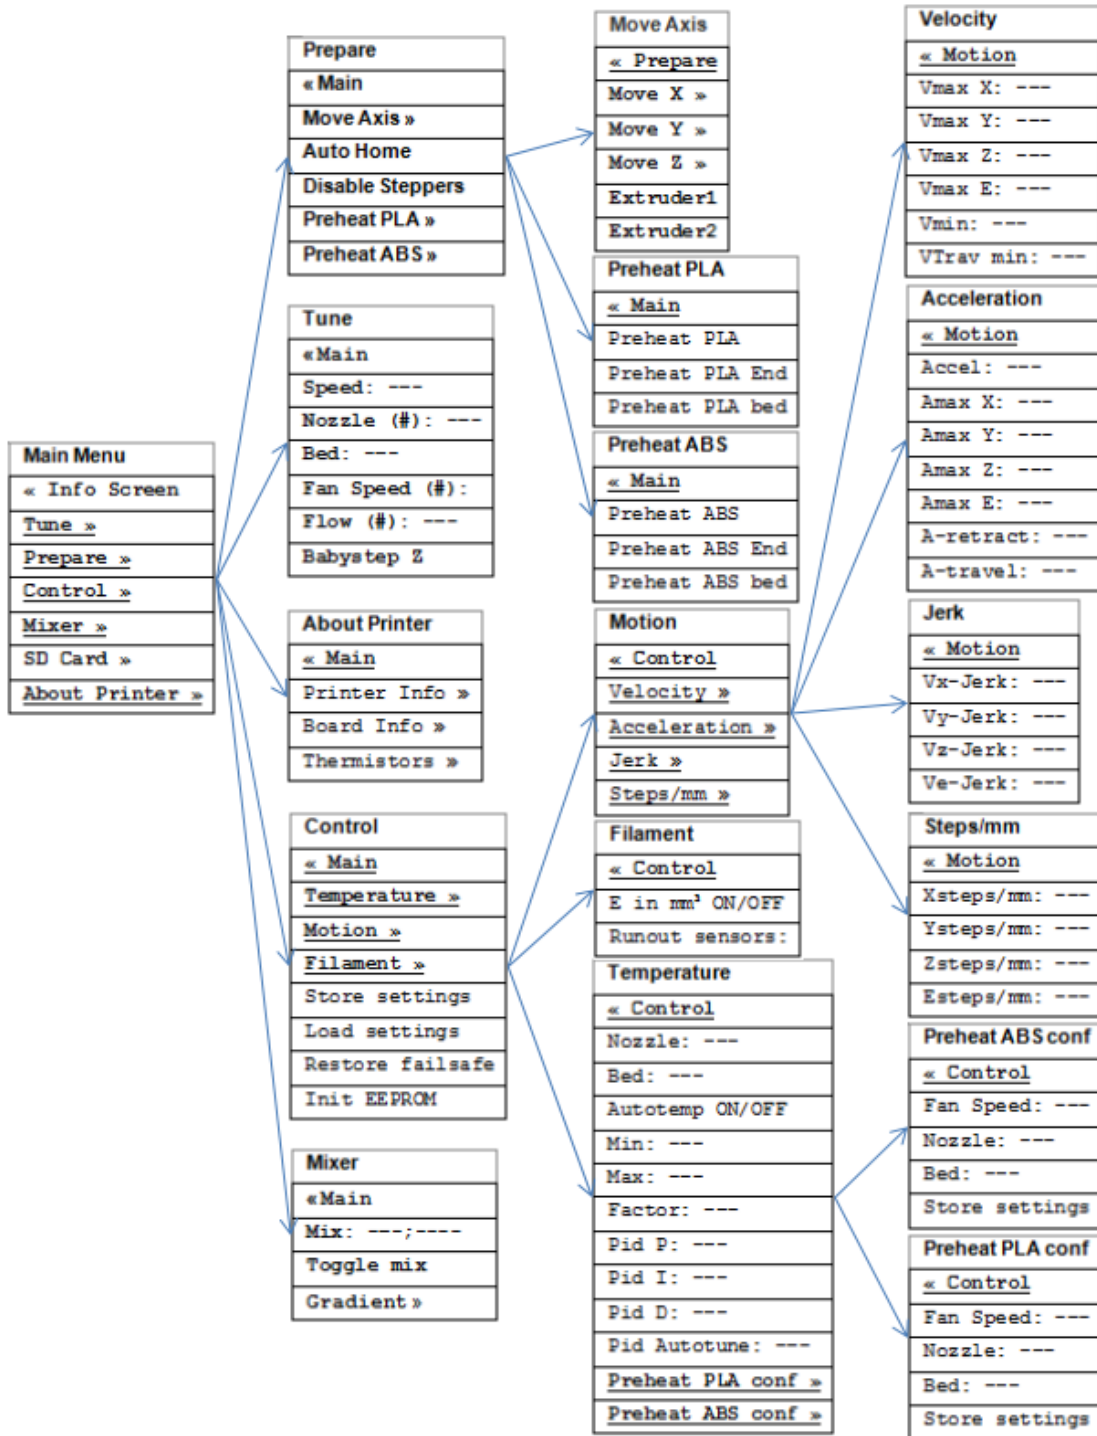 Main Menu
« Info Screen
Tune »
Prepare »
Control »
Mixer »
SD Card »
About Printer »
Prepare
« Main
Move Axis »
Auto Home
Disable Steppers
Preheat PLA »
Preheat ABS »
Tune
«Main
Speed: ---
Nozzle (#): ---
Bed: ---
Fan Speed (#):
Flow (#): ---
Babystep Z
About Printer
« Main
Printer Info »
Board Info »
Thermistors »
Control
« Main
Temperature »
Motion »
Filament »
Store settings
Load settings
Restore failsafe
Init EEPROM
Mixer
«Main
Mix: ---;----
Toggle mix
Gradient »
Move Axis
« Prepare
Move X »
Move Y »
Move Z »
Extruder1
Extruder2
Preheat PLA
« Main
Preheat PLA
Preheat PLA End
Preheat PLA bed
Preheat ABS
« Main
Preheat ABS
Preheat ABS End
Preheat ABS bed
Motion
« Control
Velocity »
Acceleration »
Jerk »
Steps/mm »
Filament
« Control
E in mm³ ON/OFF
Runout sensors:
Temperature
« Control
Nozzle: ---
Bed: ---
Autotemp ON/OFF
Min: ---
Max: ---
Factor: ---
Pid P: ---
Pid I: ---
Pid D: ---
Pid Autotune: ---
Preheat PLA conf »
Preheat ABS conf »
Velocity
« Motion
Vmax X: ---
Vmax Y: ---
Vmax Z: ---
Vmax E: ---
Vmin: ---
VTrav min: ---
Acceleration
« Motion
Accel: ---
Amax X: ---
Amax Y: ---
Amax Z: ---
Amax E: ---
A-retract: ---
A-travel: ---
Jerk
« Motion
Vx-Jerk: ---
Vy-Jerk: ---
Vz-Jerk: ---
Ve-Jerk: ---
Steps/mm
« Motion
Xsteps/mm: ---
Ysteps/mm: ---
Zsteps/mm: ---
Esteps/mm: ---
Preheat ABS conf
« Control
Fan Speed: ---
Nozzle: ---
Bed: ---
Store settings
Preheat PLA conf
« Control
Fan Speed: ---
Nozzle: ---
Bed: ---
Store settings